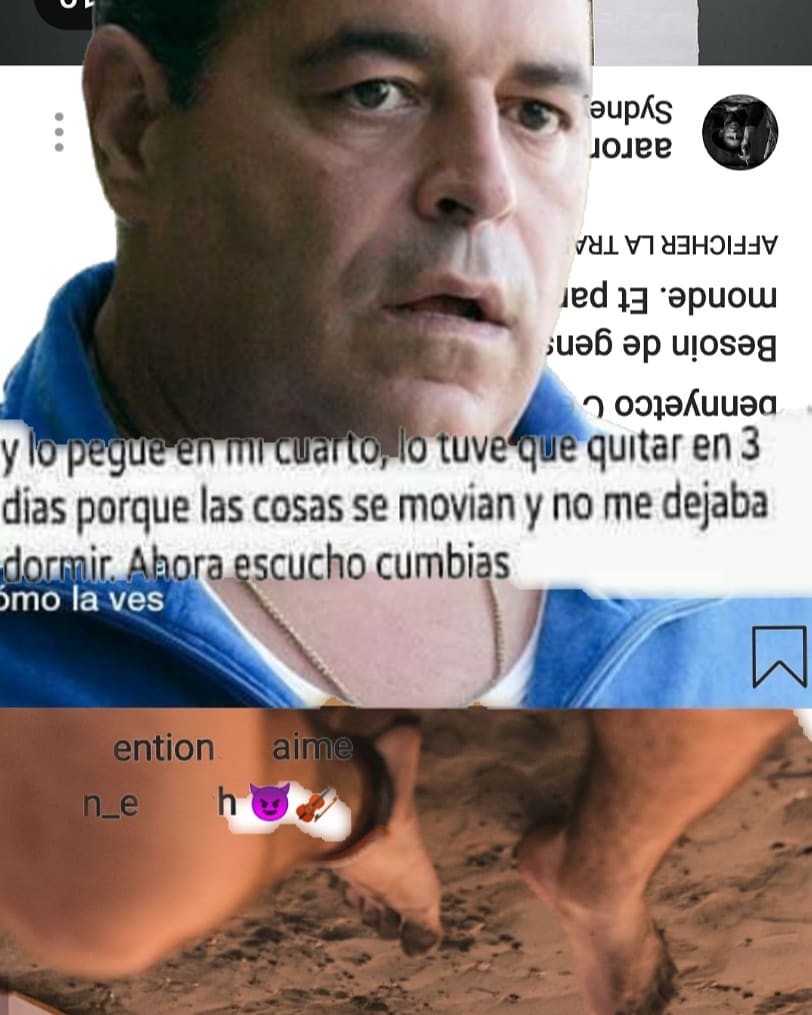 Sydne
aaron
AFFICHER LA TRA
monde. Et par
Besoin de gens
bennyetco C
y lo pegue en mi cuarto, lo tuve que quitar en 3
dias porque las cosas se movian y no me dejaba
dormir. Ahora escucho cumbias
ómo la ves
ention aime
n_e h😈🎻